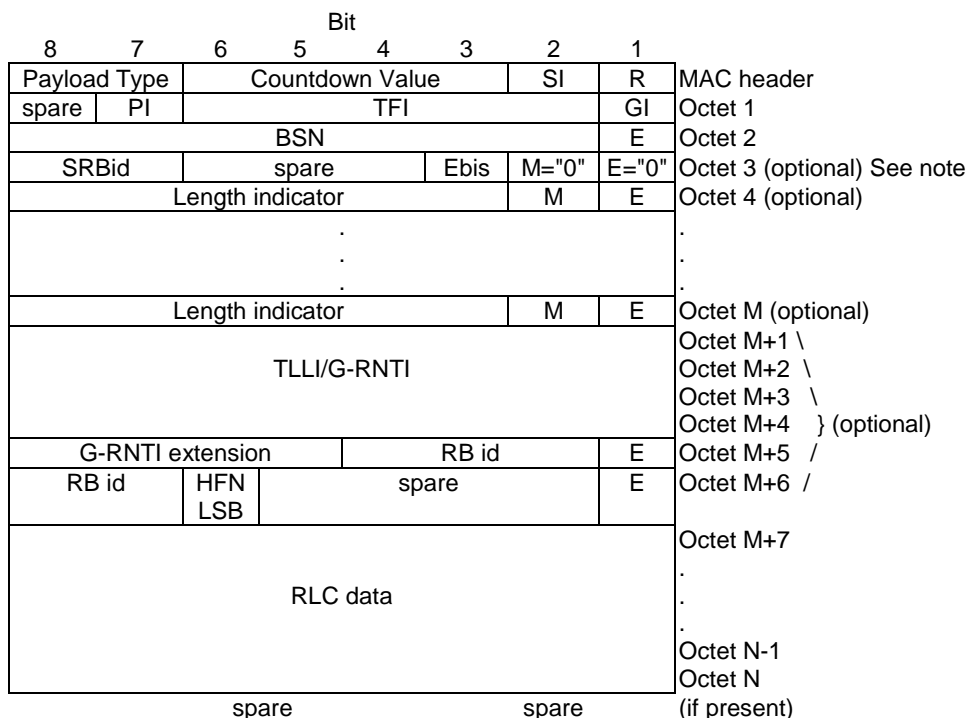 Bit
8 7 6 5 4 3 2 1
Payload Type Countdown Value SI R MAC header
spare PI TFI GI Octet 1
BSN E Octet 2
SRBid spare Ebis M="0" E="0" Octet 3 (optional) See note
Length indicator M E Octet 4 (optional)
. .
. .
. .
Length indicator M E Octet M (optional)
Octet M+1 \
TLLI/G-RNTI Octet M+2 \
Octet M+3 \
Octet M+4 } (optional)
G-RNTI extension RB id E Octet M+5 /
RB id HFN spare E Octet M+6 /
LSB
Octet M+7
.
RLC data .
.
Octet N-1
Octet N
spare spare (if present)